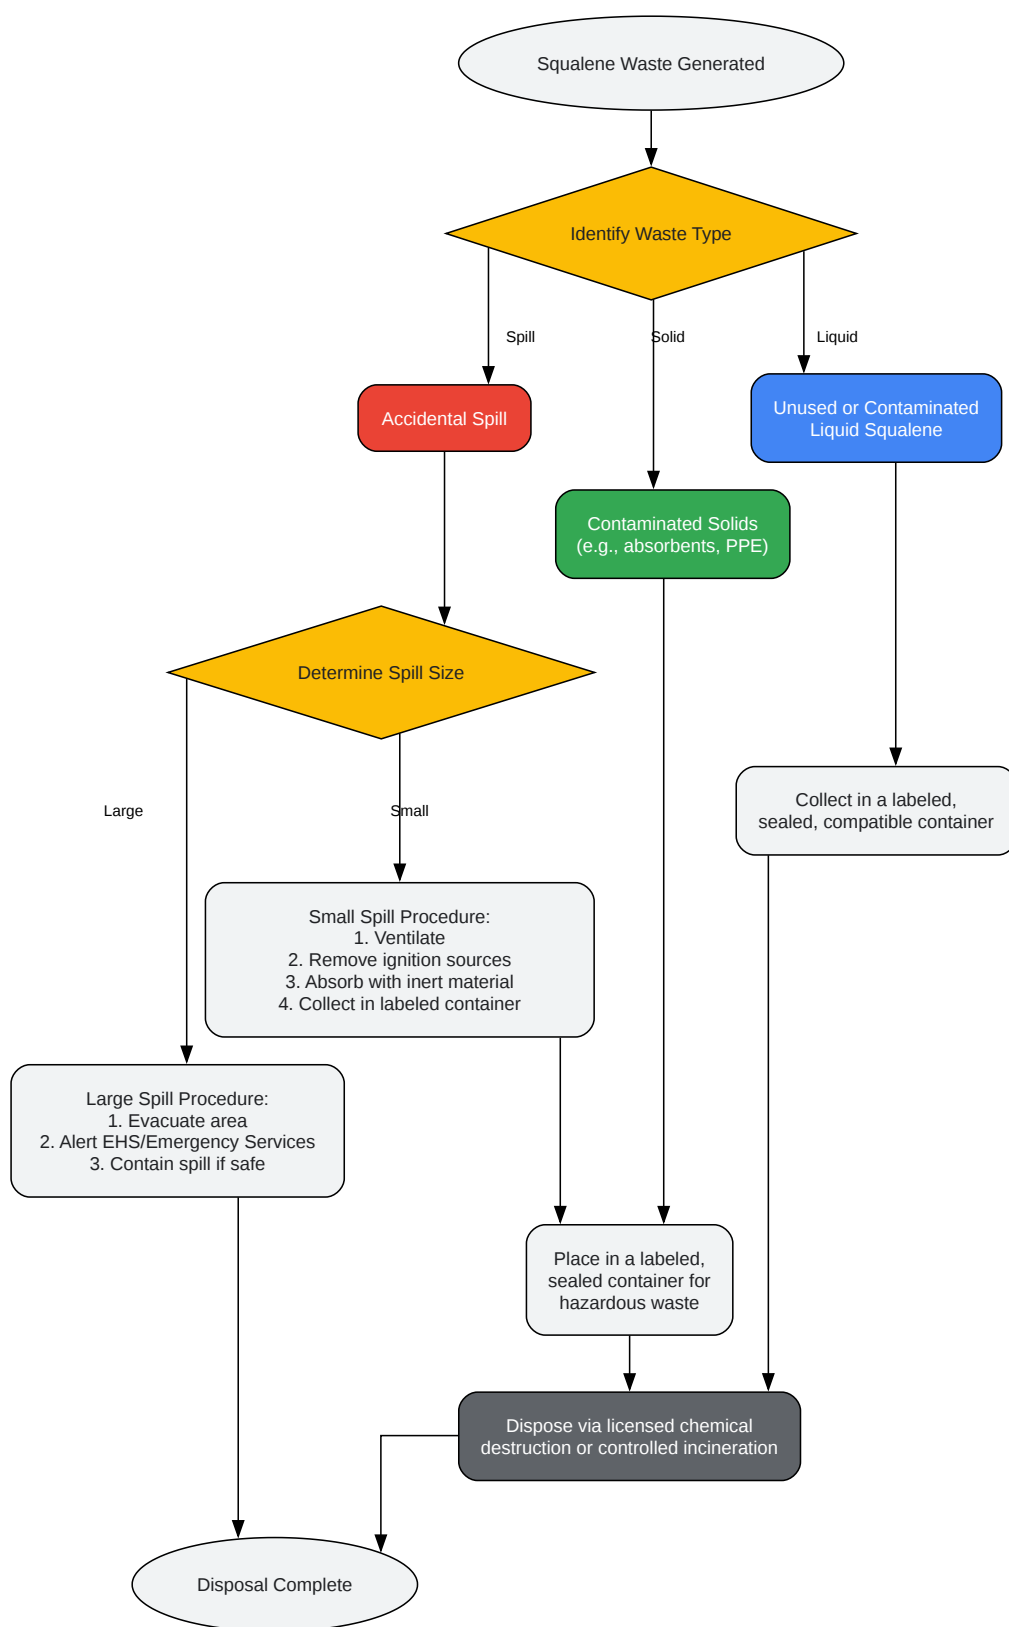 Squalene Waste Generated
Identify Waste Type
Spill
Solid
Liquid
Accidental Spill
Unused or Contaminated
Liquid Squalene
Contaminated Solids
(e.g., absorbents, PPE)
Determine Spill Size
Large
Small
Collect in a labeled,
sealed, compatible container
Small Spill Procedure:
1. Ventilate
2. Remove ignition sources
3. Absorb with inert material
4. Collect in labeled container
Large Spill Procedure:
1. Evacuate area
2. Alert EHS/Emergency Services
3. Contain spill if safe
Place in a labeled,
sealed container for
hazardous waste
Dispose via licensed chemical
destruction or controlled incineration
Disposal Complete